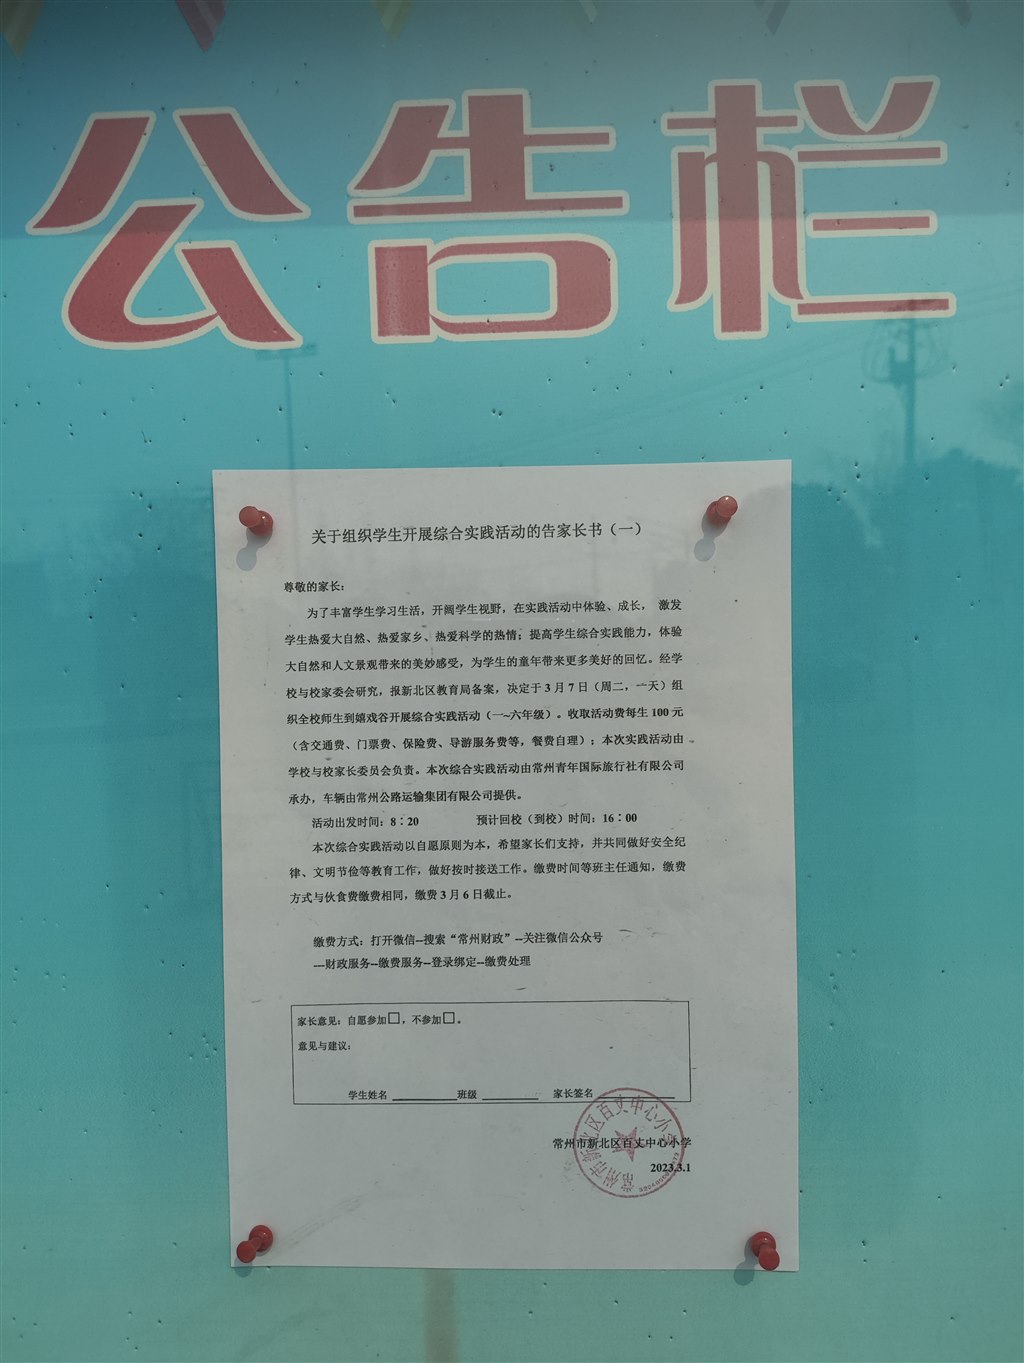 公告栏
关于组织学生开展综合实践活动的告家长书（一）
尊敬的家长：
为了丰富学生学习生活，开阔学生视野，在实践活动中体验、成长， 激发
学生热爱大自然、热爱家乡、热爱科学的热情；提高学生综合实践能力，体验
大自然和人文景观带来的美妙感受，为学生的童年带来更多美好的回忆。经学
校与校家委会研究，报新北区教育局备案，决定于 3 月 7 日（周二，一天）组
织全校师生到嬉戏谷开展综合实践活动（一~六年级）。收取活动费每生 100 元
（含交通费、门票费、保险费、导游服务费等，餐费自理）；本次实践活动由
学校与校家长委员会负责。本次综合实践活动由常州青年国际旅行社有限公司
承办，车辆由常州公路运输集团有限公司提供。
活动出发时间：8：20 预计回校（到校）时间：16：00
本次综合实践活动以自愿原则为本，希望家长们支持，并共同做好安全纪
律、文明节俭等教育工作，做好按时接送工作。缴费时间等班主任通知，缴费
方式与伙食费缴费相同，缴费 3 月 6 日截止。
缴费方式：打开微信--搜索“常州财政”--关注微信公众号
---财政服务--缴费服务--登录绑定--缴费处理
家长意见：自愿参加□，不参加□。
意见与建议：
学生姓名 ________ 班级 ________ 家长签名 ________
常州市新北区百丈中心小学
常州市新北区百丈中心小学
2023.3.1